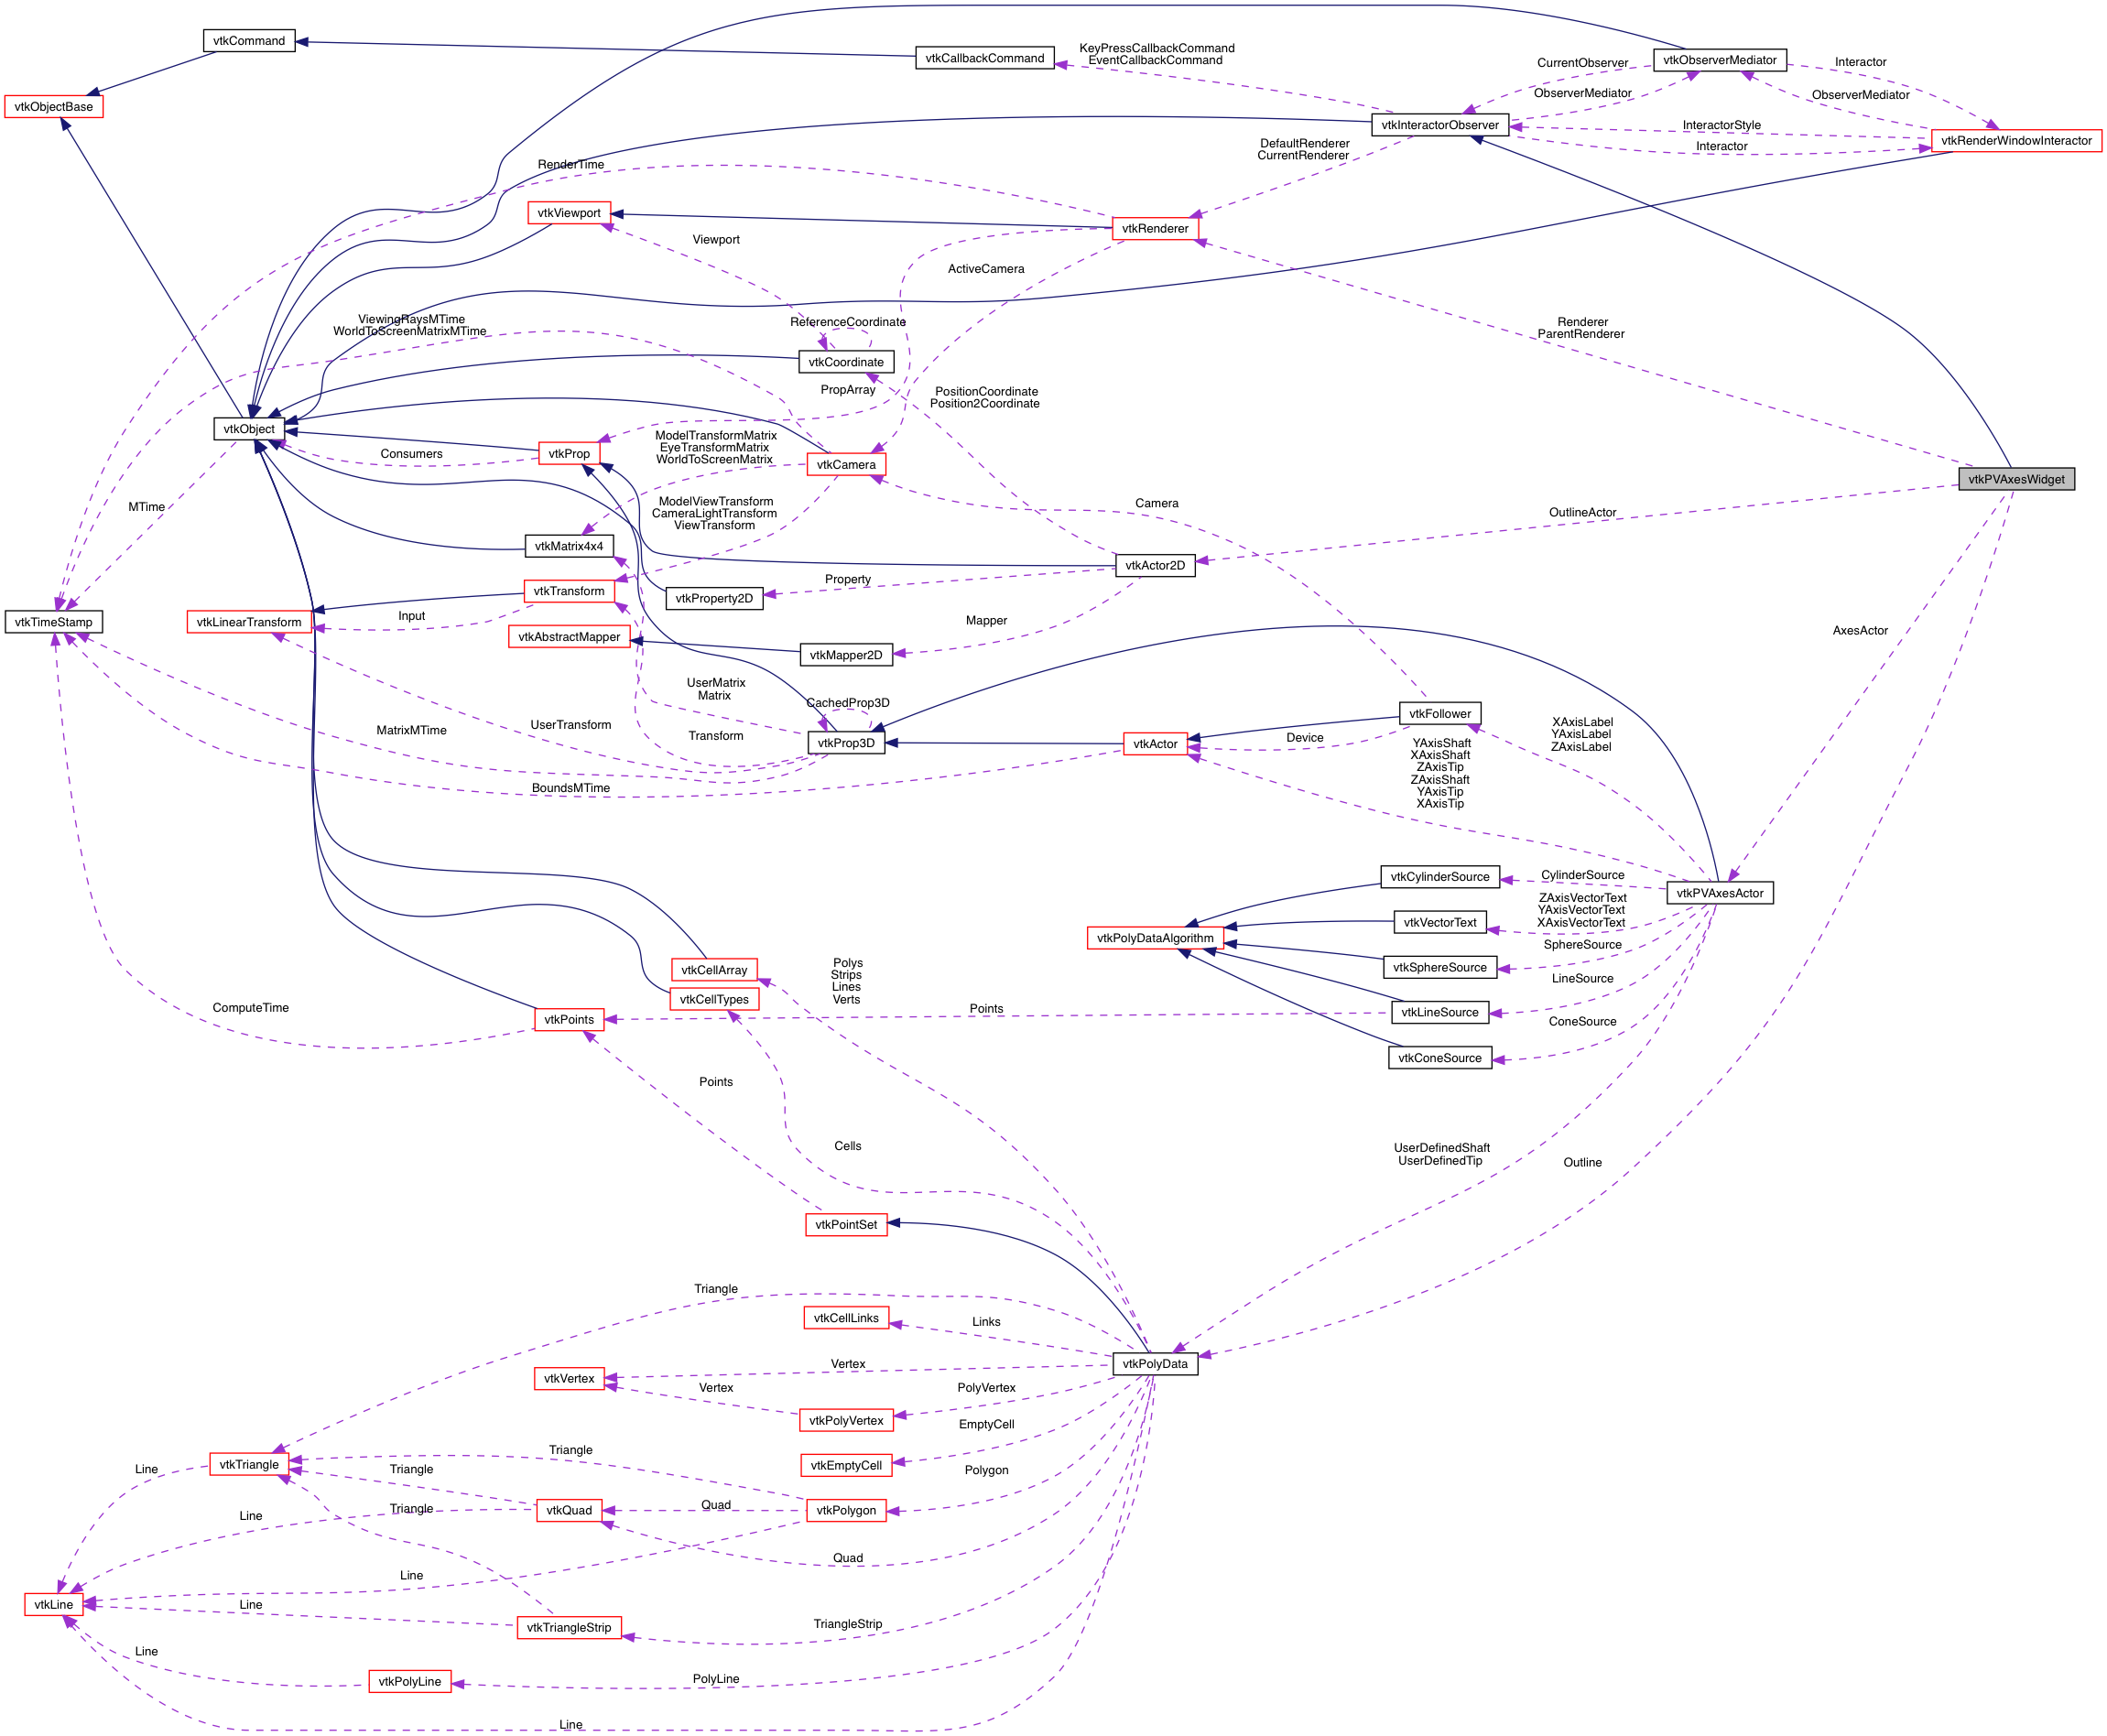 vtkCommand
vtkCallbackCommand
KeyPressCallbackCommand
EventCallbackCommand
CurrentObserver
vtkObserverMediator
Interactor
vtkObjectBase
ObserverMediator
ObserverMediator
vtkInteractorObserver
InteractorStyle
Interactor
vtkRenderWindowInteractor
RenderTime
DefaultRenderer
CurrentRenderer
vtkViewport
vtkRenderer
Viewport
ActiveCamera
ViewingRaysMTime
WorldToScreenMatrixMTime
ReferenceCoordinate
Renderer
ParentRenderer
vtkCoordinate
PropArray
PositionCoordinate
Position2Coordinate
vtkObject
Consumers
vtkProp
ModelTransformMatrix
EyeTransformMatrix
WorldToScreenMatrix
vtkCamera
vtkPVAxesWidget
MTime
ModelViewTransform
CameraLightTransform
ViewTransform
Camera
OutlineActor
vtkMatrix4x4
vtkActor2D
vtkTransform
vtkProperty2D
Property
vtkTimeStamp
vtkLinearTransform
Input
vtkAbstractMapper
Mapper
AxesActor
vtkMapper2D
UserMatrix
Matrix
CachedProp3D
vtkFollower
XAxisLabel
YAxisLabel
ZAxisLabel
MatrixMTime
UserTransform
Transform
vtkProp3D
vtkActor
Device
YAxisShaft
XAxisShaft
ZAxisTip
ZAxisShaft
YAxisTip
XAxisTip
BoundsMTime
vtkCylinderSource
CylinderSource
vtkPVAxesActor
ZAxisVectorText
YAxisVectorText
XAxisVectorText
vtkVectorText
vtkPolyDataAlgorithm
SphereSource
vtkSphereSource
vtkCellArray
Polys
Strips
Lines
Verts
LineSource
vtkCellTypes
ComputeTime
vtkPoints
Points
vtkLineSource
ConeSource
vtkConeSource
Points
Cells
UserDefinedShaft
UserDefinedTip
Outline
vtkPointSet
Triangle
vtkCellLinks
Links
vtkPolyData
vtkVertex
Vertex
Vertex
PolyVertex
vtkPolyVertex
EmptyCell
vtkEmptyCell
Triangle
Line
vtkTriangle
Triangle
Polygon
Line
Triangle
vtkQuad
Quad
vtkPolygon
Quad
Line
vtkLine
Line
vtkTriangleStrip
TriangleStrip
Line
vtkPolyLine
PolyLine
Line